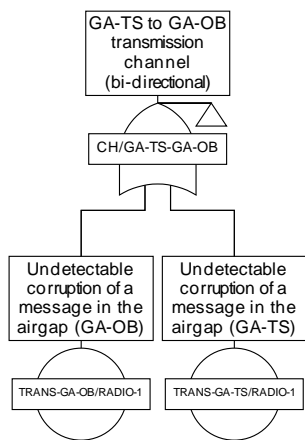 GA-TS to GA-OB
transmission
channel
(bi-directional)
CH/GA-TS-GA-OB
Undetectable
corruption of a
message in the
airgap (GA-OB)
TRANS-GA-OB/RADIO-1
Undetectable
corruption of a
message in the
airgap (GA-TS)
TRANS-GA-TS/RADIO-1